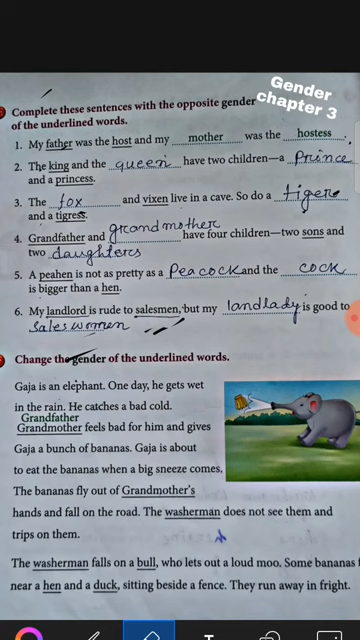 Gender
chapter 3
Complete these sentences with the opposite gender
of the underlined words.
1. My father was the host and my mother was the hostess.
2. The king and the queen have two children—a Prince
and a princess.
3. The fox and vixen live in a cave. So do a tiger
and a tigress.
4. Grandfather and grandmother have four children—two sons and
two daughters
5. A peahen is not as pretty as a Peacock and the cock
is bigger than a hen.
6. My landlord is rude to salesmen, but my landlady is good to
saleswomen
Change the gender of the underlined words.
Gaja is an elephant. One day, he gets wet
in the rain. He catches a bad cold.
Grandfather
Grandmother feels bad for him and gives
Gaja a bunch of bananas. Gaja is about
to eat the bananas when a big sneeze comes.
The bananas fly out of Grandmother's
hands and fall on the road. The washerman does not see them and
trips on them.
The washerman falls on a bull, who lets out a loud moo. Some bananas
near a hen and a duck, sitting beside a fence. They run away in fright.
T